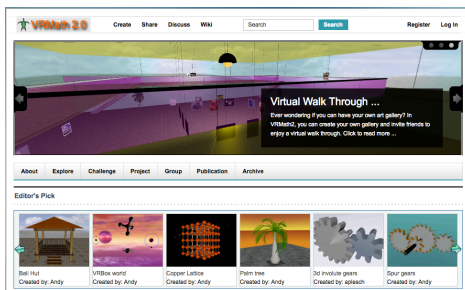 VRMath 2.0
Create Share Discuss Wiki
Search
Search
Register Log In
Virtual Walk Through ...
Ever wondering if you can have your own art gallery? In
VRMath2, you can create your own gallery and invite friends to
enjoy a virtual walk through. Click to read more ...
About Explore Challenge Project Group Publication Archive
Editor's Pick
Bali Hut VRBox world Copper Lattice Palm tree 3d involute gears Spur gears
Created by: Andy Created by: Andy Created by: Andy Created by: Andy Created by: aplesch Created by: Andy